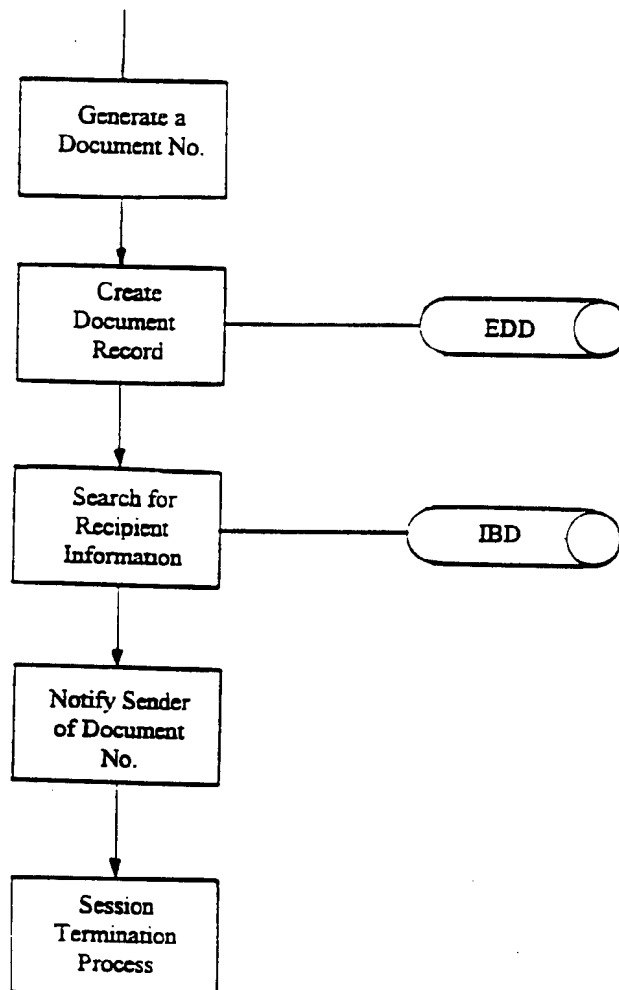 Generate a
Document No.
Create
Document
Record
EDD
Search for
Recipient
Information
IBD
Notify Sender
of Document
No.
Session
Termination
Process